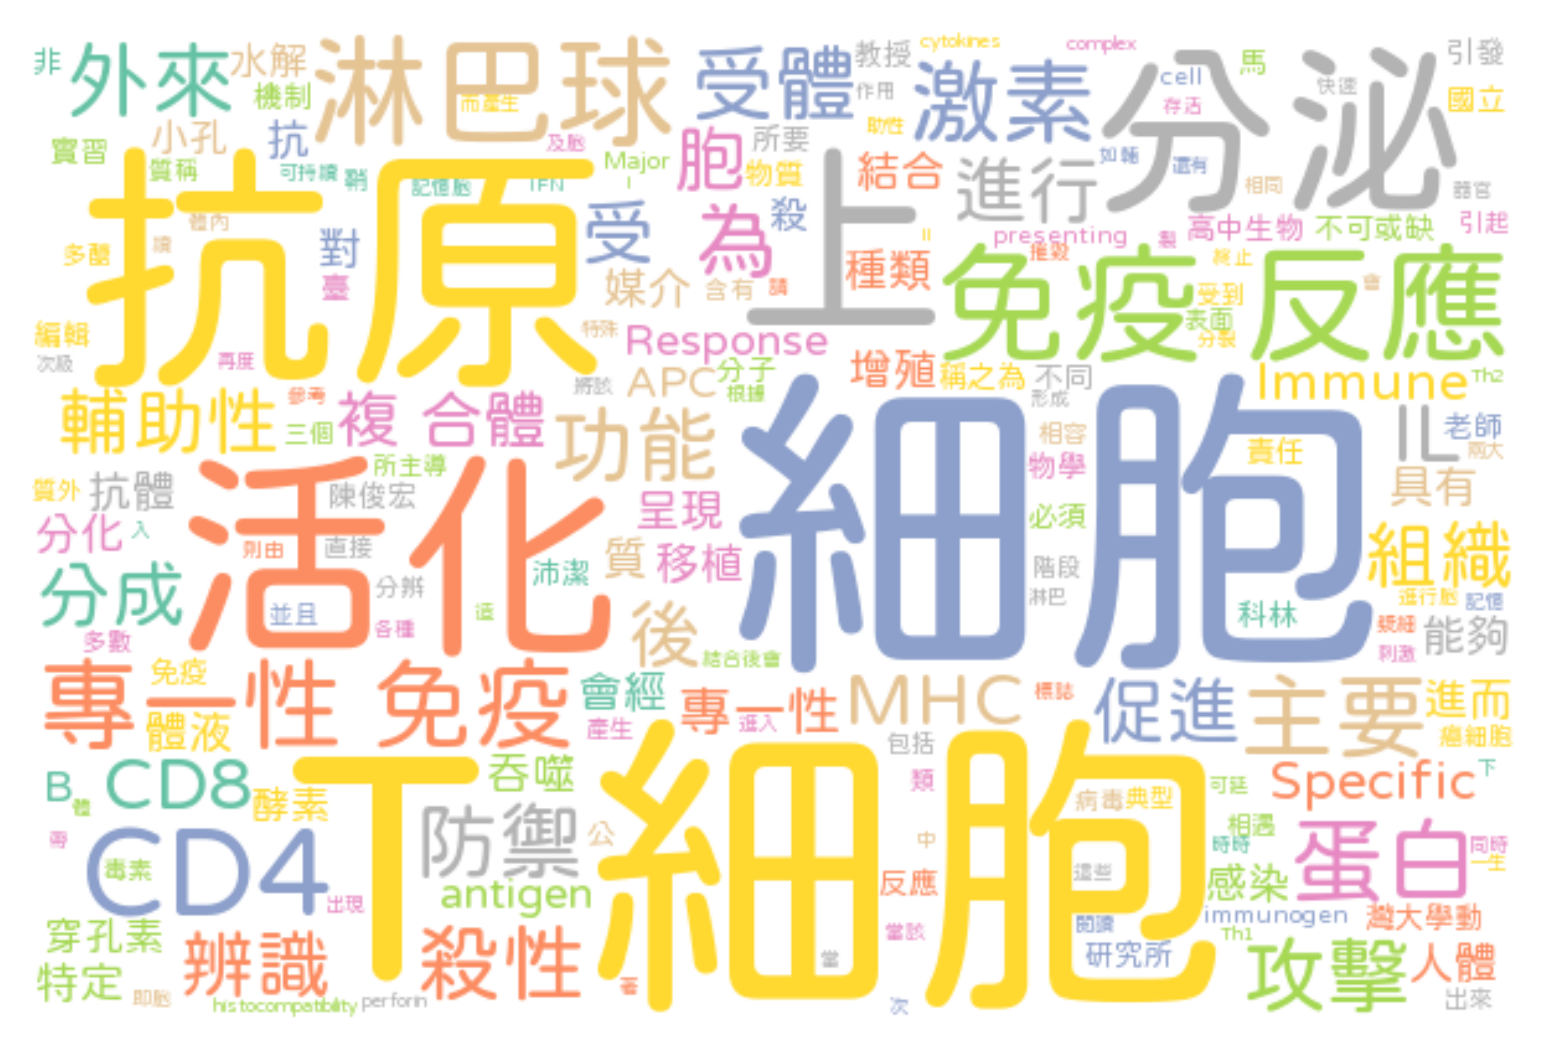 非
外來
水解
淋巴球
受體
教授
cytokines
complex
分泌
引發
機制
而產生
作用
激素
cell
馬
快速
國立
小孔
抗
存活
實習
質稱
可持續
及胞
Major
胞
所要
助性
物質
結合
進行
如輔
還有
相同
器官
抗原
記憶胞
IFN
I
上
體內
受
為
殺
II
presenting
高中生物
不可或缺
引起
多醣
對
臺
媒介
含有
種類
免疫反應
受到
表面
會
編輯
特殊
Response
次級
再度
將該
APC
分子
根據
增殖
稱之為
不同
形成
Immune
Th2
輔助性
參考
三個
複合體
功能
細胞
相容
IL
老師
兩大
責任
質外
抗體
所主導
陳俊宏
活化
呈現
物學
具有
分化
入
則由
直接
質
移植
必須
組織
分成
分辨
沛潔
階段
淋巴
進行胞
記憶
並且
各種
多數
後
結合後會
科林
能夠
刺激
專一性免疫
免疫
體液
會經
產生
專一性
進入
MHC
標誌
促進
主要
進而
癌細胞
B
體
CD8
酵素
T細胞
吞噬
包括
類
病毒
典型
可延
Specific
下
CD4
毒素
出現
防禦
公
antigen
中
反應
這些
相遇
時時
感染
蛋白
同時
一生
穿孔素
辨識
殺性
當該
閱讀
immunogen
Th1
灣大學動
特定
即胞
histocompatibility
perforin
當
次
研究所
攻擊
人體
出來